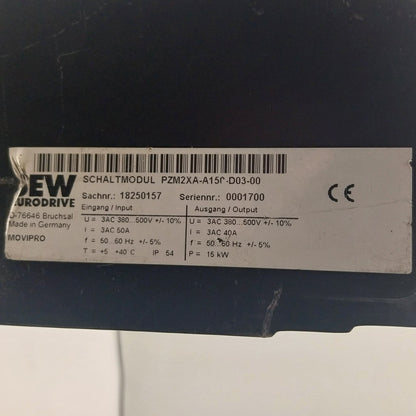 SCHALTMODUL PZM2XA-A150-D03-00
SEW
EURODRIVE
Sachnr.: 18250157 Seriennr.: 0001700
D-76646 Bruchsal
Made in Germany
MOVIPRO
Eingang / Input
U = 3AC 380...500V +/- 10%
I = 3AC 50A
f = 50...60 Hz +/- 5%
T = +5...+40°C IP 54
Ausgang / Output
U = 3AC 380...500V +/- 10%
I = 3AC 40A
f = 50...60 Hz +/- 5%
P = 15 kW
CE